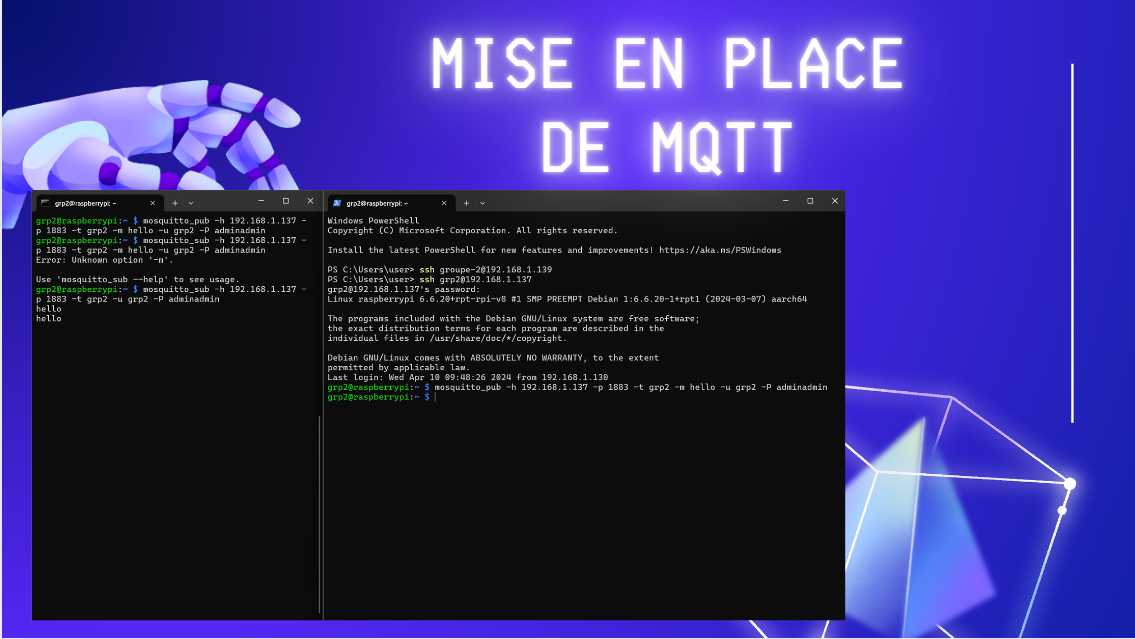 MISE EN PLACE
DE MQTT
grp2@raspberrypi: ~
grp2@raspberrypi:~ $ mosquitto_pub -h 192.168.1.137 -
p 1883 -t grp2 -m hello -u grp2 -P adminadmin
grp2@raspberrypi:~ $ mosquitto_sub -h 192.168.1.137 -
p 1883 -t grp2 -m hello -u grp2 -P adminadmin
Error: Unknown option '-m'.
Use 'mosquitto_sub --help' to see usage.
grp2@raspberrypi:~ $ mosquitto_sub -h 192.168.1.137 -
p 1883 -t grp2 -u grp2 -P adminadmin
hello
hello
grp2@raspberrypi: ~
Windows PowerShell
Copyright (C) Microsoft Corporation. All rights reserved.
Install the latest PowerShell for new features and improvements! https://aka.ms/PSWindows
PS C:\Users\user> ssh groupe-2@192.168.1.139
PS C:\Users\user> ssh grp2@192.168.1.137
grp2@192.168.1.137's password:
Linux raspberrypi 6.6.20+rpt-rpi-v8 #1 SMP PREEMPT Debian 1:6.6.20-1+rpt1 (2024-03-07) aarch64
The programs included with the Debian GNU/Linux system are free software;
the exact distribution terms for each program are described in the
individual files in /usr/share/doc/*/copyright.
Debian GNU/Linux comes with ABSOLUTELY NO WARRANTY, to the extent
permitted by applicable law.
Last login: Wed Apr 10 09:48:26 2024 from 192.168.1.130
grp2@raspberrypi:~ $ mosquitto_pub -h 192.168.1.137 -p 1883 -t grp2 -m hello -u grp2 -P adminadmin
grp2@raspberrypi:~ $